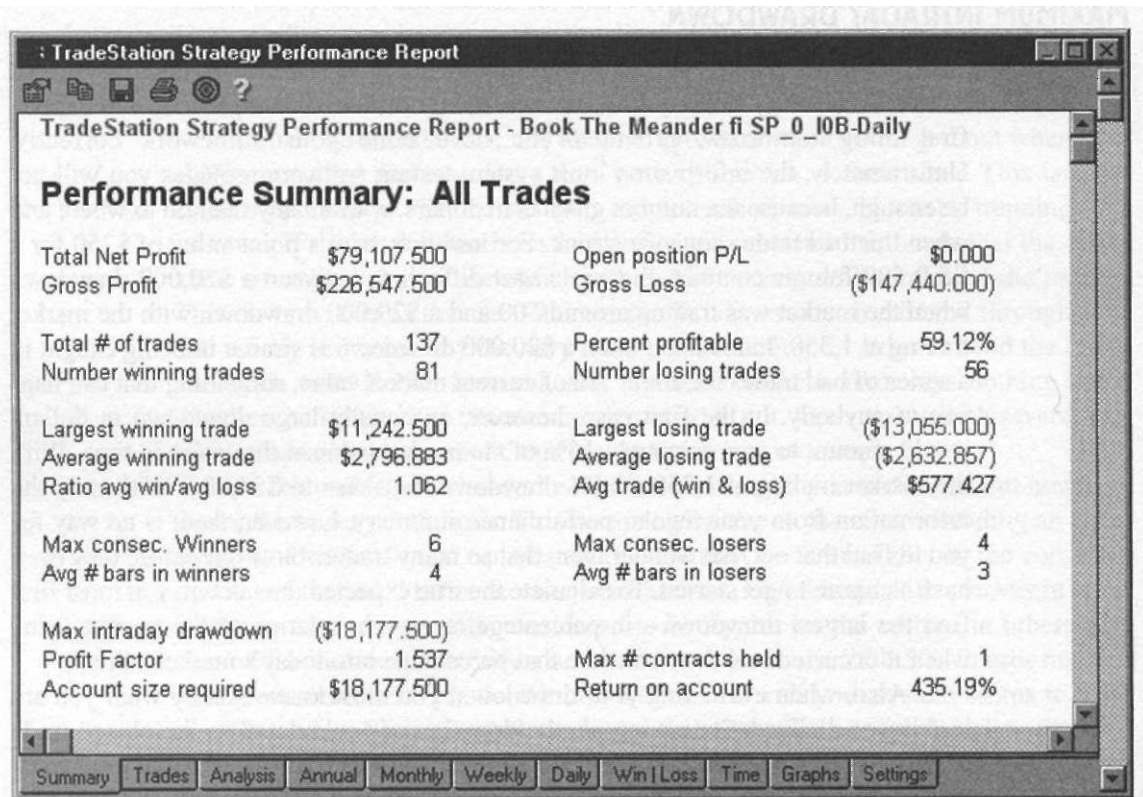 : TradeStation Strategy Performance Report
TradeStation Strategy Performance Report - Book The Meander fi SP_0_I0B-Daily
Performance Summary: All Trades
Total Net Profit $79,107.500 Open position P/L $0.000
Gross Profit $226,547.500 Gross Loss ($147,440.000)
Total # of trades 137 Percent profitable 59.12%
Number winning trades 81 Number losing trades 56
Largest winning trade $11,242.500 Largest losing trade ($13,055.000)
Average winning trade $2,796.883 Average losing trade ($2,632.857)
Ratio avg win/avg loss 1.062 Avg trade (win & loss) $577.427
Max consec. Winners 6 Max consec. losers 4
Avg # bars in winners 4 Avg # bars in losers 3
Max intraday drawdown ($18,177.500)
Profit Factor 1.537 Max # contracts held 1
Account size required $18,177.500 Return on account 435.19%
Summary Trades Analysis Annual Monthly Weekly Daily Win | Loss Time Graphs Settings